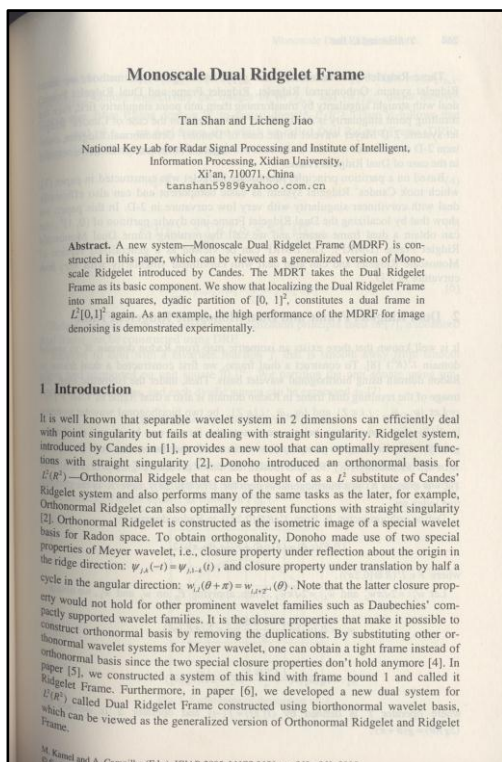 Monoscale Dual Ridgelet Frame
Tan Shan and Licheng Jiao
National Key Lab for Radar Signal Processing and Institute of Intelligent,
Information Processing, Xidian University,
Xi'an, 710071, China
tanshan5989@yahoo.com.cn
Abstract. A new system—Monoscale Dual Ridgelet Frame (MDRF) is con-
structed in this paper, which can be viewed as a generalized version of Mono-
scale Ridgelet introduced by Candes. The MDRT takes the Dual Ridgelet
Frame as its basic component. We show that localizing the Dual Ridgelet Frame
into small squares, dyadic partition of [0, 1]², constitutes a dual frame in
L²[0,1]² again. As an example, the high performance of the MDRF for image
denoising is demonstrated experimentally.
1 Introduction
It is well known that separable wavelet system in 2 dimensions can efficiently deal
with point singularity but fails at dealing with straight singularity. Ridgelet system,
introduced by Candes in [1], provides a new tool that can optimally represent func-
tions with straight singularity [2]. Donoho introduced an orthonormal basis for
L²(R²)—Orthonormal Ridgele that can be thought of as a L² substitute of Candes'
Ridgelet system and also performs many of the same tasks as the later, for example,
Orthonormal Ridgelet can also optimally represent functions with straight singularity
[2]. Orthonormal Ridgelet is constructed as the isometric image of a special wavelet
basis for Radon space. To obtain orthogonality, Donoho made use of two special
properties of Meyer wavelet, i.e., closure property under reflection about the origin in
the ridge direction: ψj,k(−t) = ψj,1−k(t), and closure property under translation by half a
cycle in the angular direction: wi,l(θ + π) = wi,l+2^i−1(θ). Note that the latter closure prop-
erty would not hold for other prominent wavelet families such as Daubechies' com-
pactly supported wavelet families. It is the closure properties that make it possible to
construct orthonormal basis by removing the duplications. By substituting other or-
thonormal wavelet systems for Meyer wavelet, one can obtain a tight frame instead of
orthonormal basis since the two special closure properties don't hold anymore [4]. In
paper [5], we constructed a system of this kind with frame bound 1 and called it
Ridgelet Frame. Furthermore, in paper [6], we developed a new dual system for
L²(R²) called Dual Ridgelet Frame constructed using biorthonormal wavelet basis,
which can be viewed as the generalized version of Orthonormal Ridgelet and Ridgelet
Frame.
M. Kamel and A.